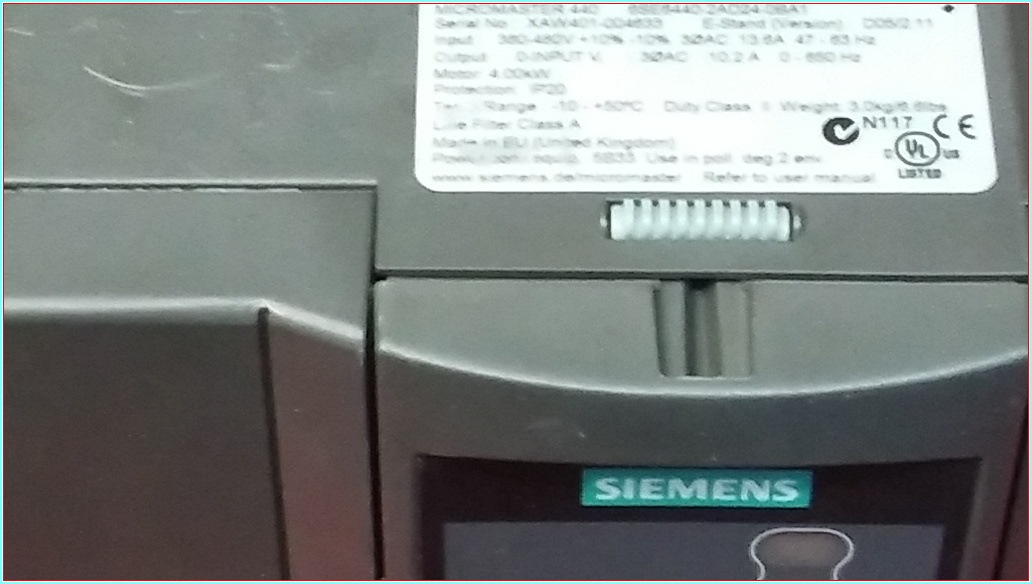 MICROMASTER 440 6SE6440-2AD24-0BA1
Serial No XAW401-004633 E-Stand (Version) D05/2.11
Input 380-480V +10% -10% 3ØAC 13.6A 47 - 63 Hz
Output 0-INPUT V. 3ØAC 10.2 A 0 - 650 Hz
Motor: 4.00kW
Protection: IP20
Range -10 - +50ºC Duty Class II Weight: 3.0kg/6.6lbs
Line Filter Class A
Made in EU (United Kingdom)
5B33 Use in poll. deg 2 env.
www.siemens.de/micromaster Refer to user manual
N117 CE
C UL US
LISTED
SIEMENS